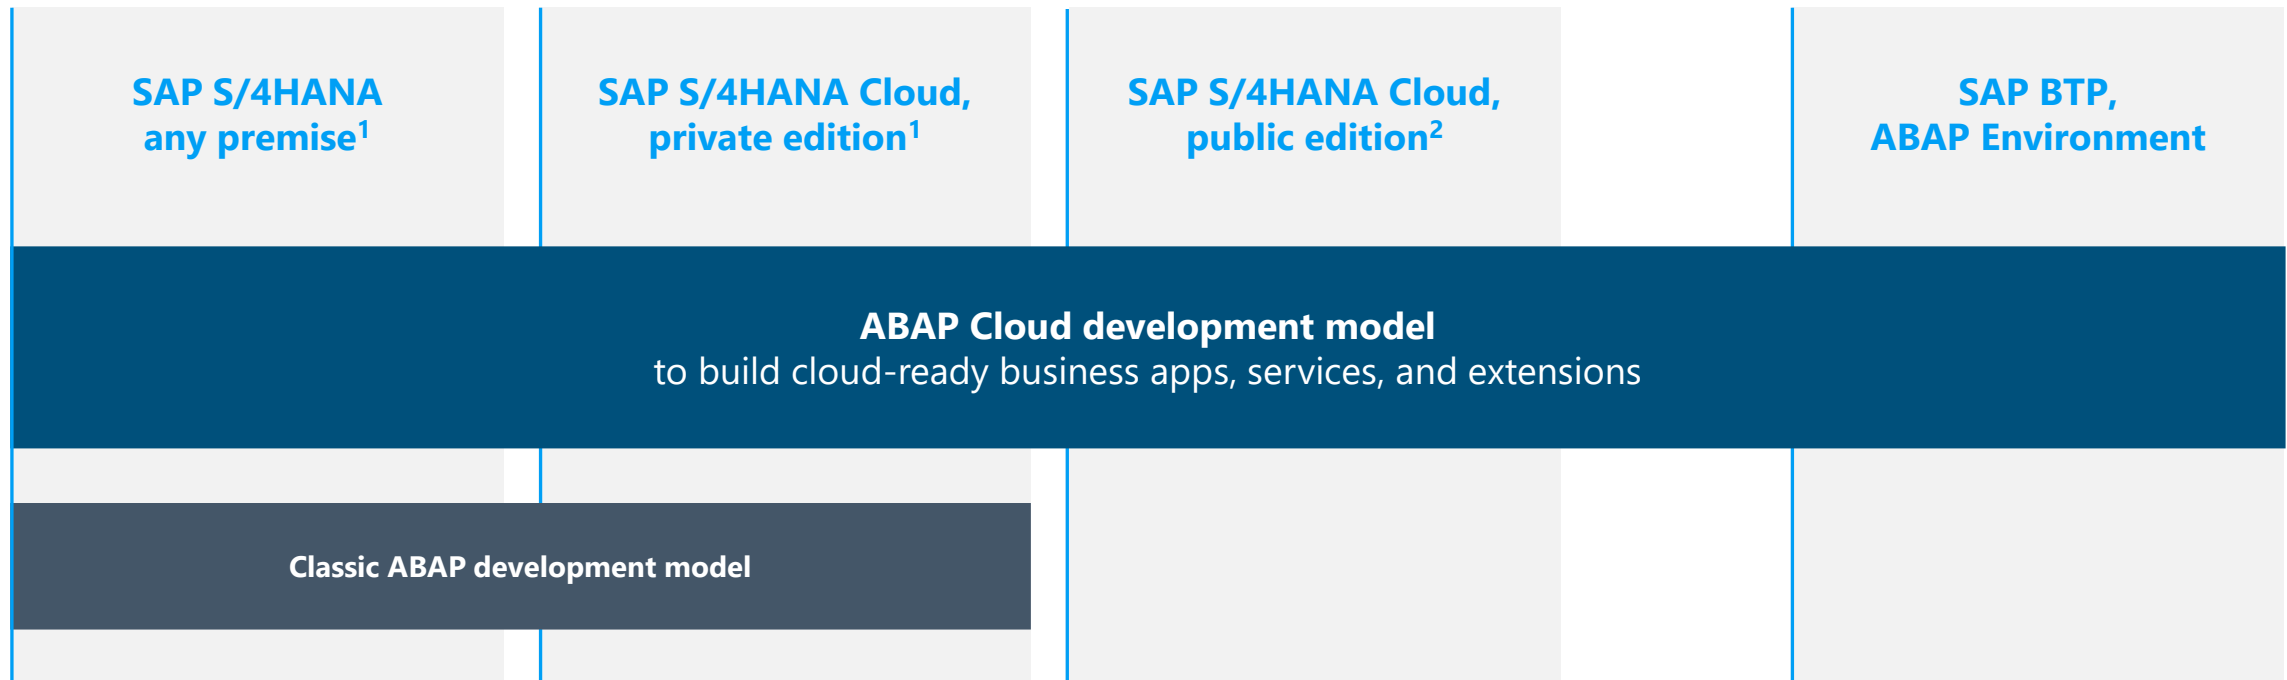 SAP S/4HANA
any premise¹
SAP S/4HANA Cloud,
private edition¹
SAP S/4HANA Cloud,
public edition²
SAP BTP,
ABAP Environment
ABAP Cloud development model
to build cloud-ready business apps, services, and extensions
Classic ABAP development model